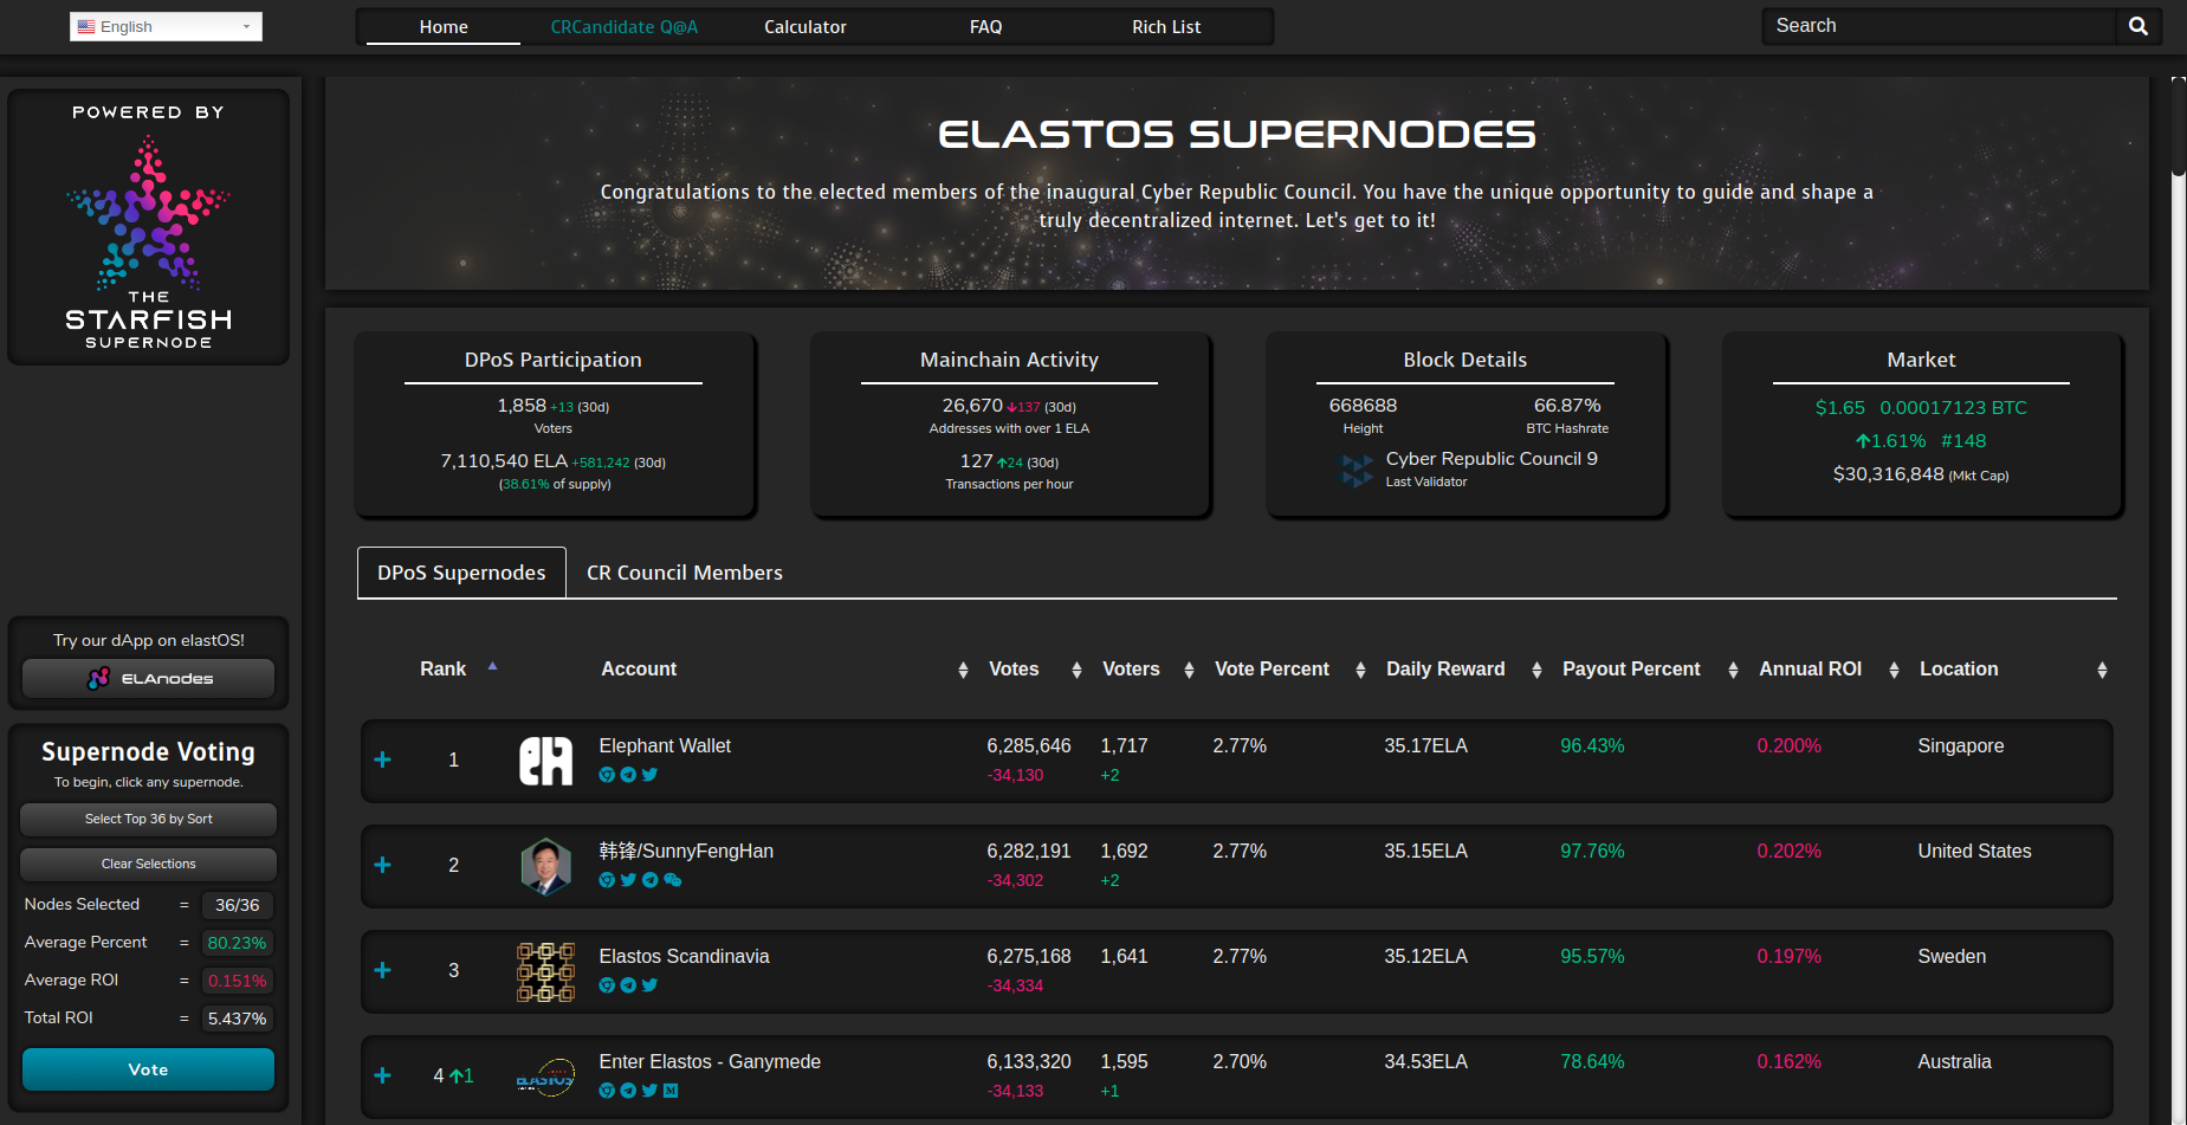 English
Home
CRCandidate Q@A
Calculator
FAQ
Rich List
Search
POWERED BY
THE
STARFISH
SUPERNODE
ELASTOS SUPERNODES
Congratulations to the elected members of the inaugural Cyber Republic Council. You have the unique opportunity to guide and shape a
truly decentralized internet. Let's get to it!
DPoS Participation
1,858 +13 (30d)
Voters
7,110,540 ELA +581,242 (30d)
(38.61% of supply)
Mainchain Activity
26,670 ↓137 (30d)
Addresses with over 1 ELA
127 ↑24 (30d)
Transactions per hour
Block Details
668688
Height
66.87%
BTC Hashrate
Cyber Republic Council 9
Last Validator
Market
$1.65 0.00017123 BTC
↑1.61% #148
$30,316,848 (Mkt Cap)
Try our dApp on elastOS!
ELAnodes
Supernode Voting
To begin, click any supernode.
Select Top 36 by Sort
Clear Selections
Nodes Selected = 36/36
Average Percent = 80.23%
Average ROI = 0.151%
Total ROI = 5.437%
Vote
DPoS Supernodes
CR Council Members
Rank Account Votes Voters Vote Percent Daily Reward Payout Percent Annual ROI Location
1 eH Elephant Wallet 6,285,646 1,717 2.77% 35.17ELA 96.43% 0.200% Singapore
-34,130 +2
2 韩锋/SunnyFengHan 6,282,191 1,692 2.77% 35.15ELA 97.76% 0.202% United States
-34,302 +2
3 Elastos Scandinavia 6,275,168 1,641 2.77% 35.12ELA 95.57% 0.197% Sweden
-34,334
4 ↑1 ELASTOS Enter Elastos - Ganymede 6,133,320 1,595 2.70% 34.53ELA 78.64% 0.162% Australia
-34,133 +1